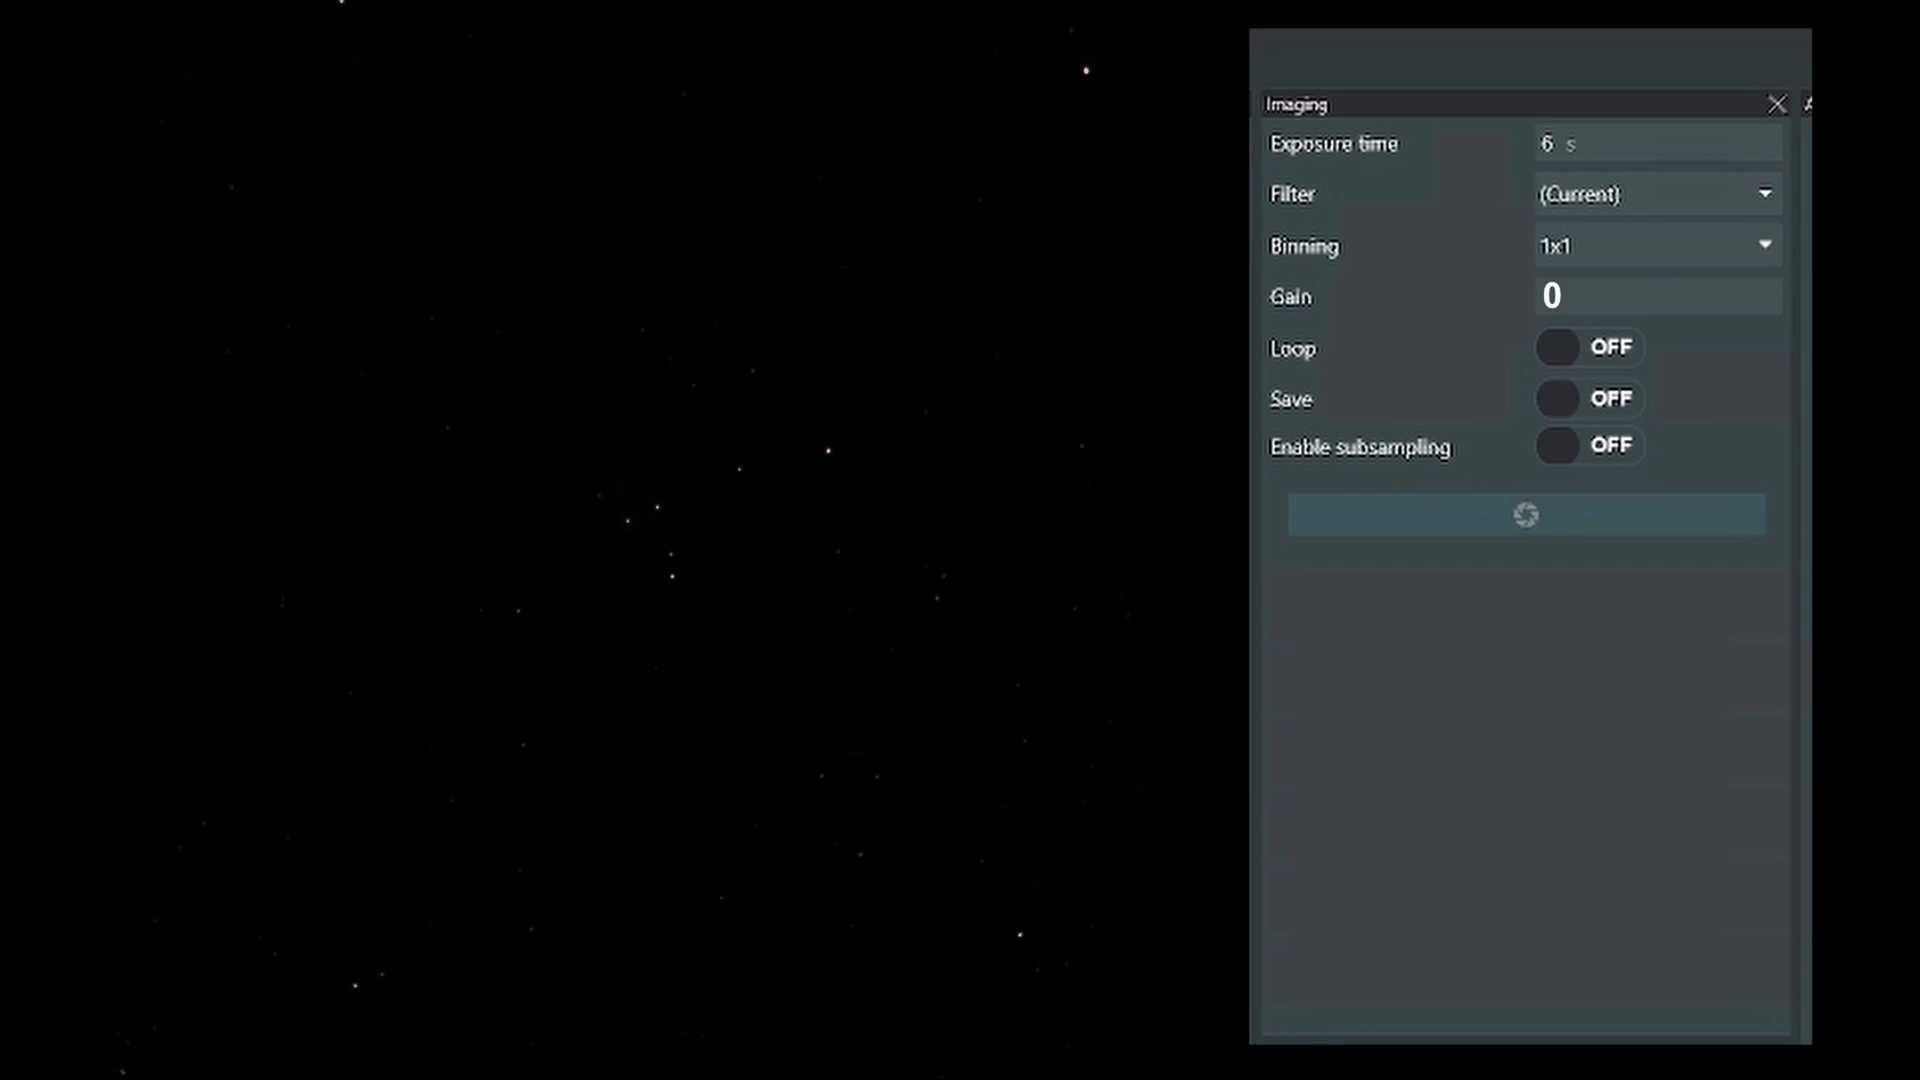 Imaging
Exposure time 6 s
Filter (Current)
Binning 1x1
Gain 0
Loop OFF
Save OFF
Enable subsampling OFF